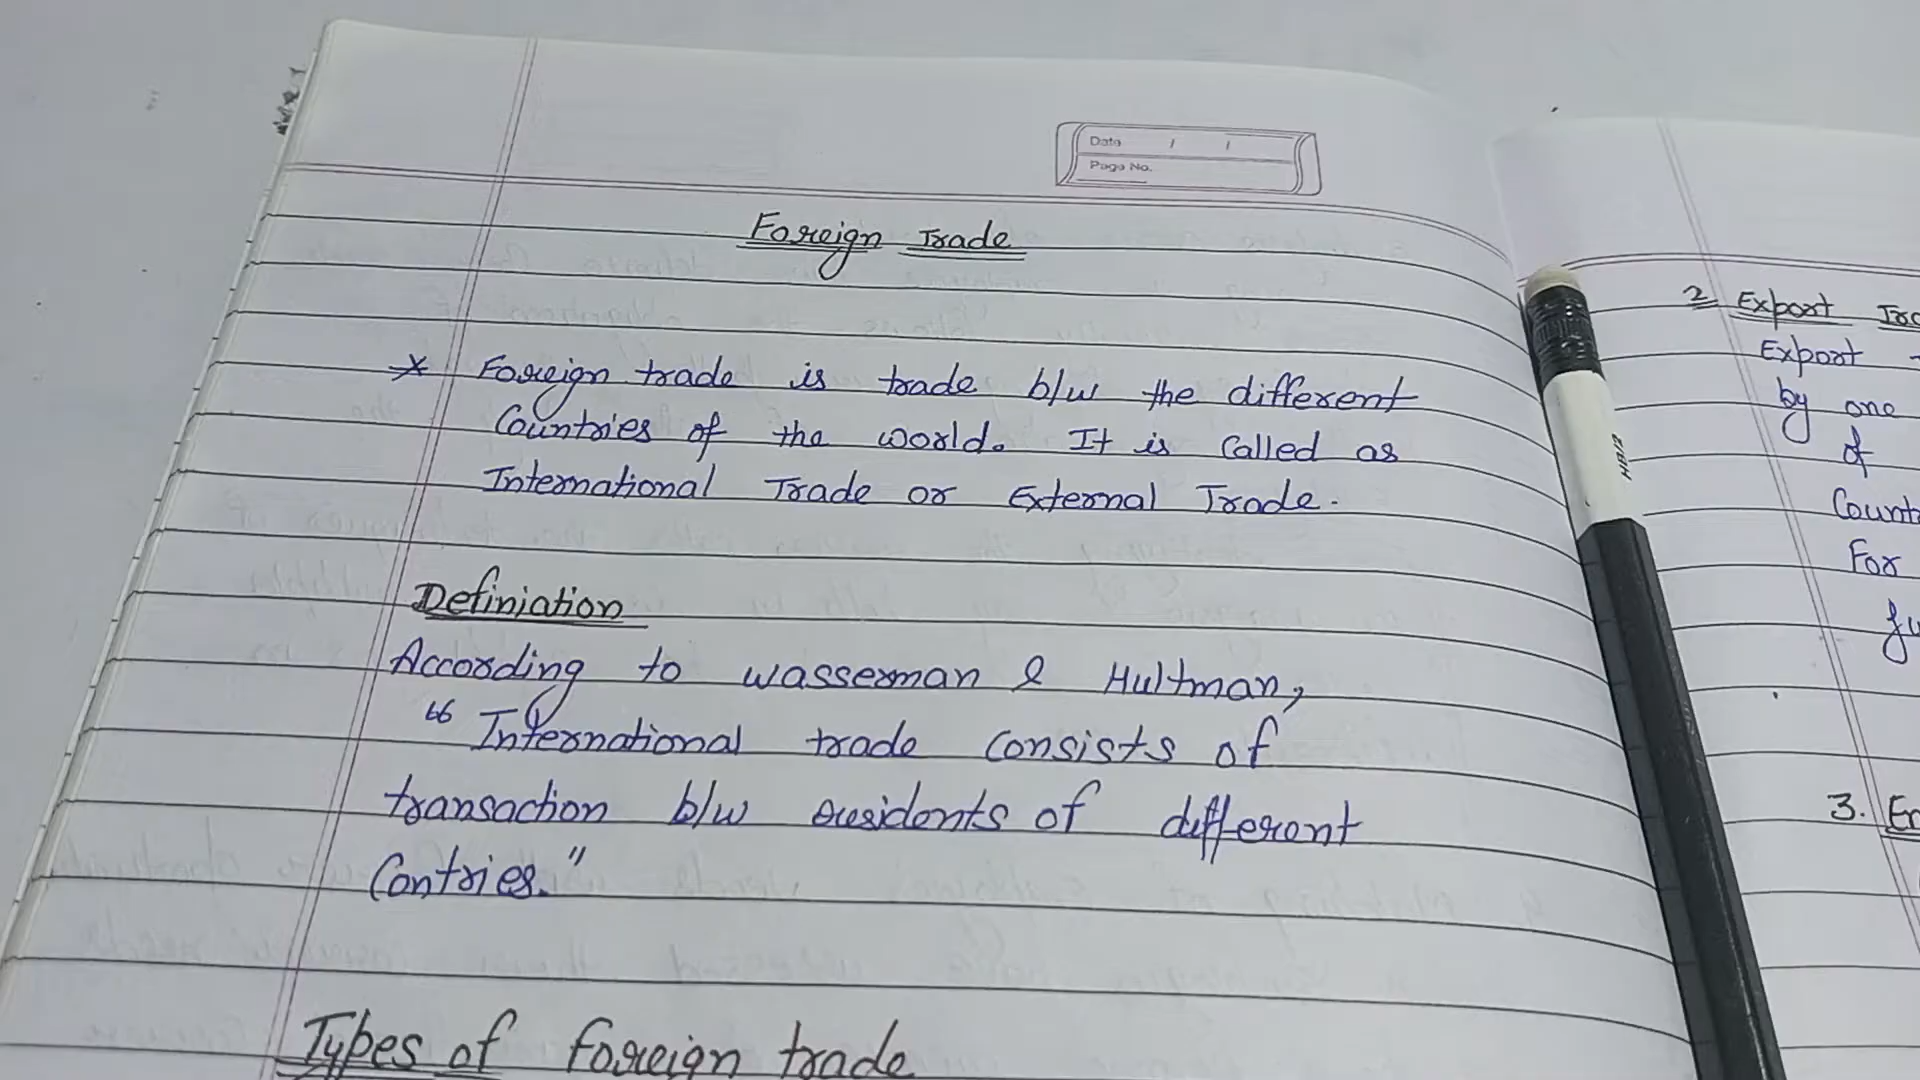 Date / /
Page No.
Foreign Trade
* Foreign trade is trade b/w the different
Countries of the world. It is Called as
International Trade or External Trade.
Definiation
According to wasserman & Hultman,
"International trade consists of
transaction b/w residents of different
Contries."
Types of foreign trade
2 Export
Export
by one
of
For
3.